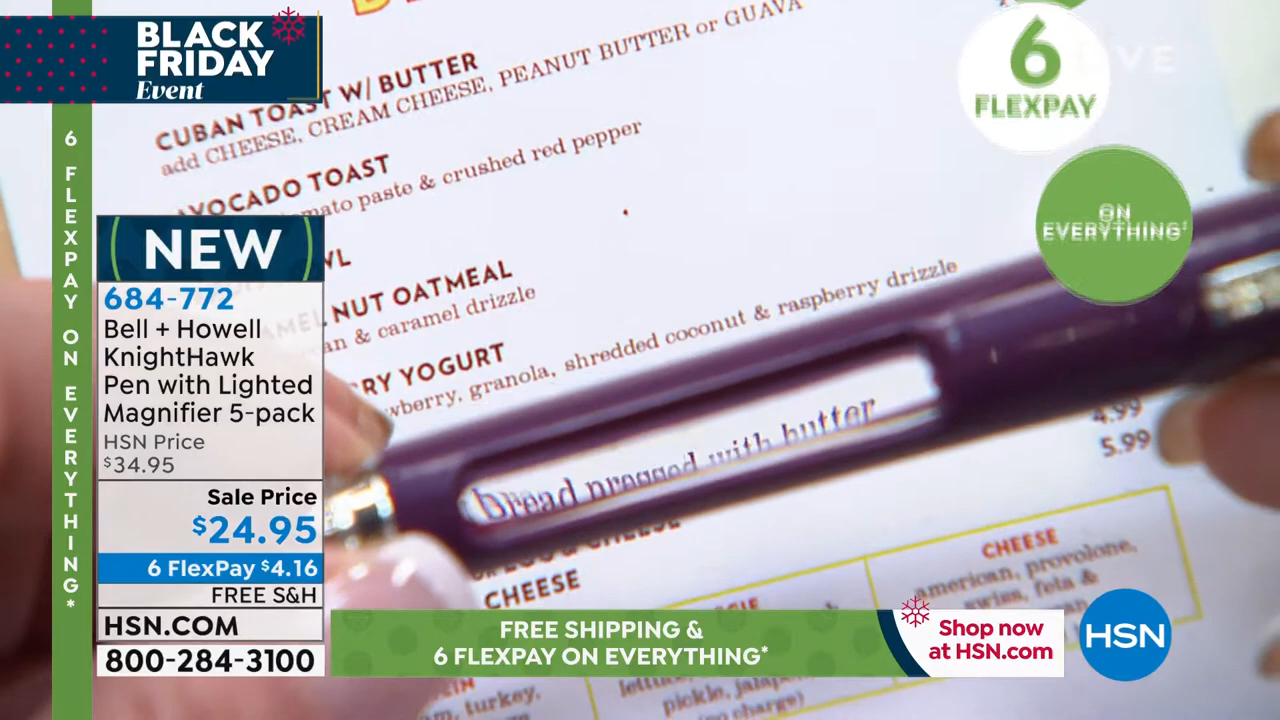 BLACK
FRIDAY
Event
6 FLEXPAY ON EVERYTHING*
NEW
684-772
Bell + Howell
KnightHawk
Pen with Lighted
Magnifier 5-pack
HSN Price
$34.95
Sale Price
$24.95
6 FlexPay $4.16
FREE S&H
HSN.COM
800-284-3100
CUBAN TOAST W/ BUTTER
add CHEESE, CREAM CHEESE, PEANUT BUTTER or GUAVA
AVOCADO TOAST
paste & crushed red pepper
NUT OATMEAL
& caramel drizzle
YOGURT
granola, shredded coconut & raspberry drizzle
bread pressed with butter
4.99
5.99
CHEESE
CHEESE
american, provolone,
swiss, feta &
turkey,
pickle,
(no charge)
6
FLEXPAY
ON
EVERYTHING*
FREE SHIPPING &
6 FLEXPAY ON EVERYTHING*
Shop now
at HSN.com
HSN